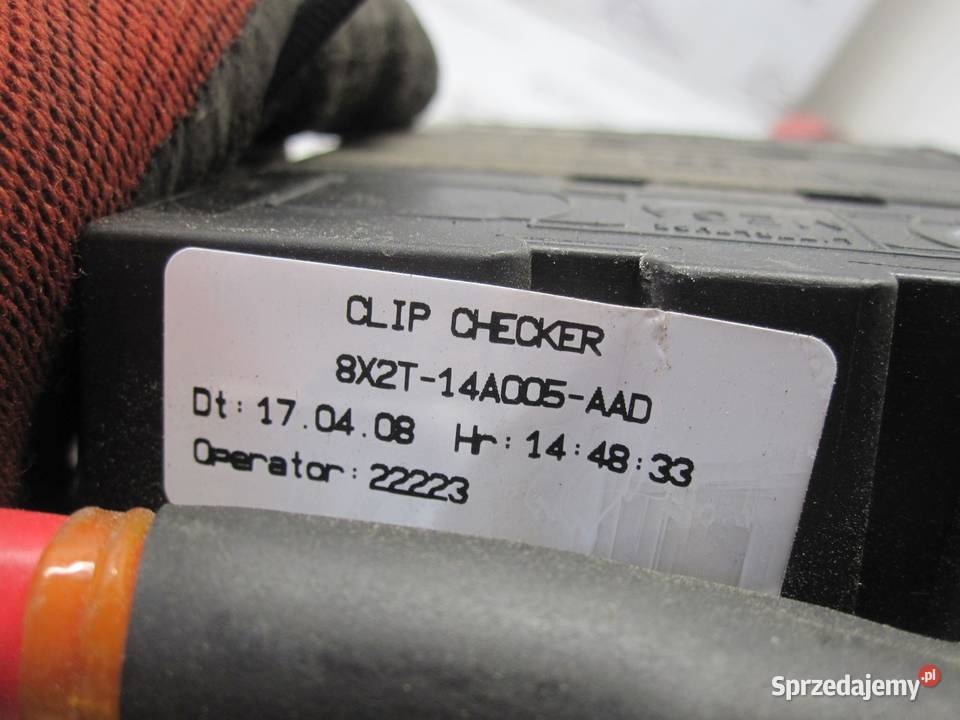 CLIP CHECKER
8X2T-14A005-AAD
Dt: 17.04.08 Hr: 14:48:33
Operator: 22223
Sprzedajemy.pl